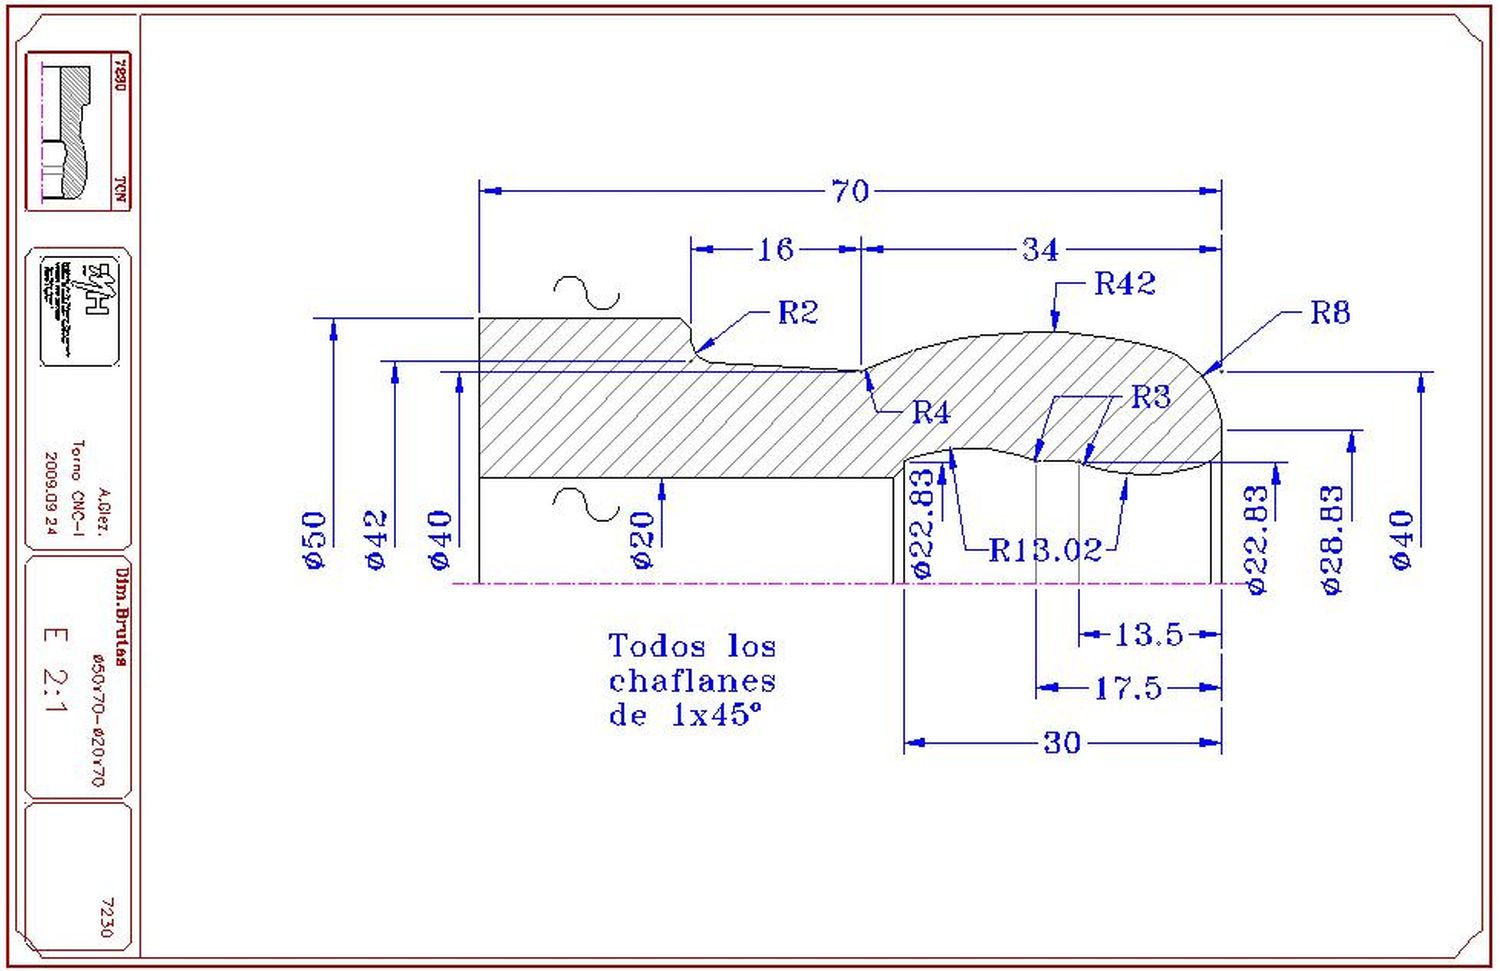 7230
TCN
A.Glez.
Torno CNC-1
2009.09.24
Dim.Brutas
ø50x70-ø20x70
E 2:1
7230
70
16
34
R42
R2
R8
R4
R3
ø50
ø42
ø40
ø20
ø22.83
R13.02
ø22.83
ø28.83
ø40
13.5
17.5
30
Todos los
chaflanes
de 1x45°